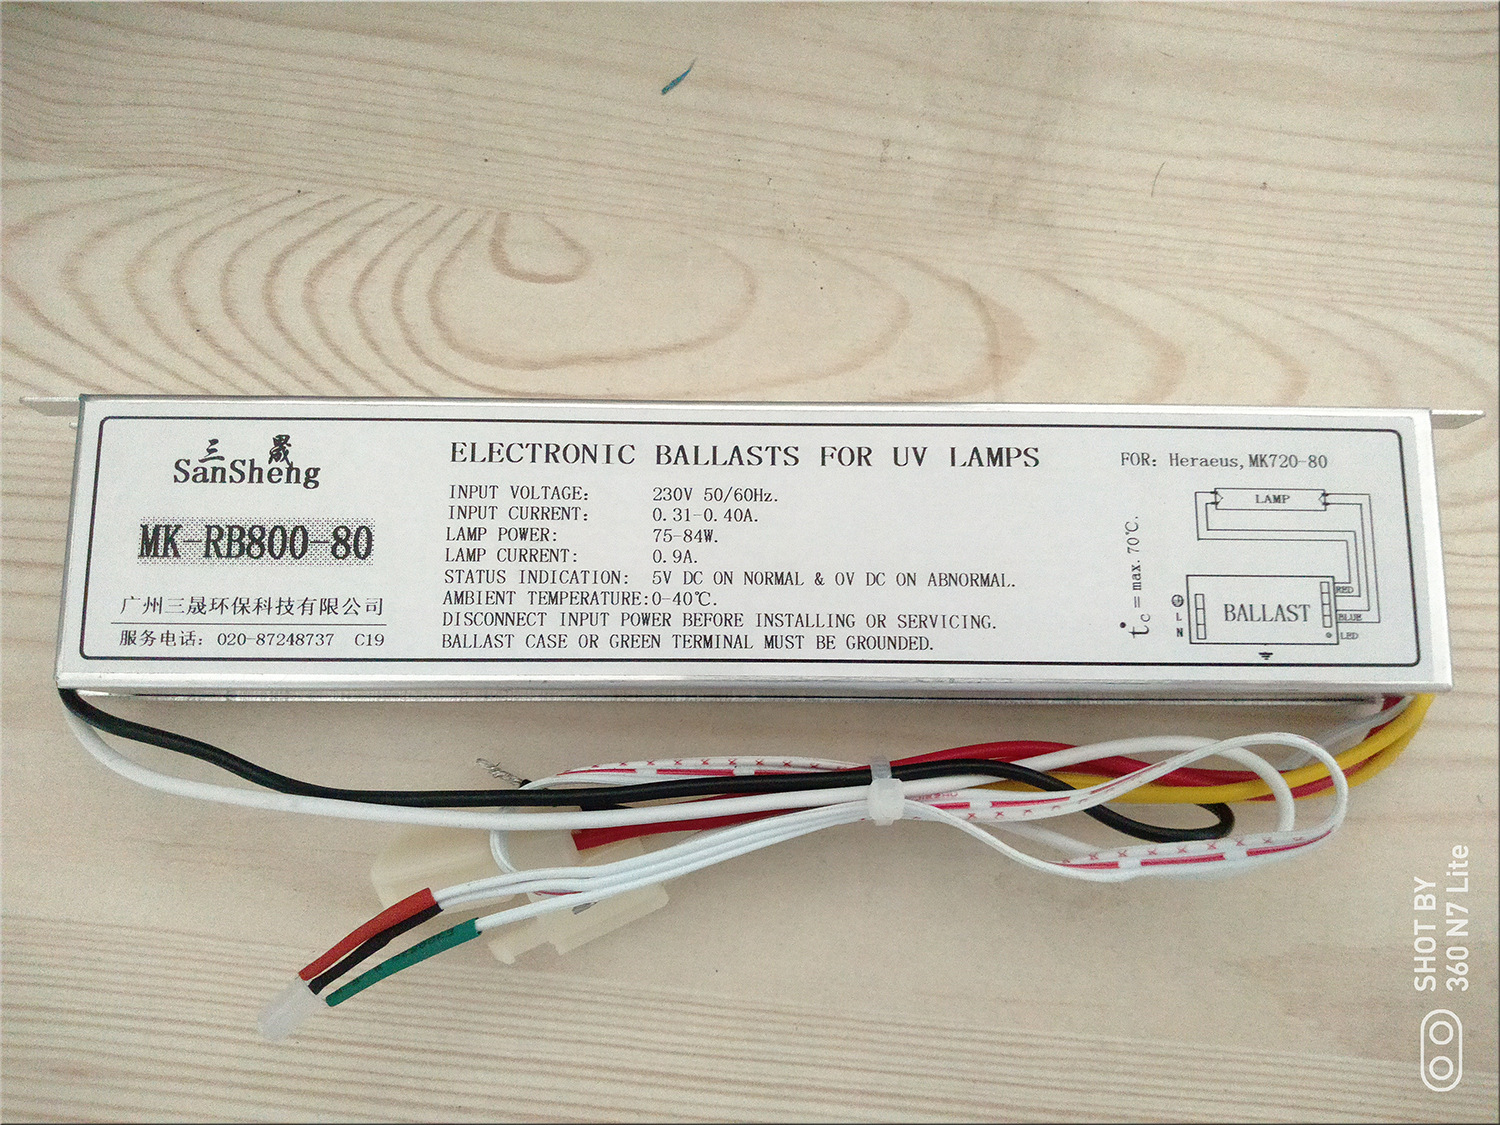 三 晟
SanSheng
MK-RB800-80
广州三晟环保科技有限公司
服务电话: 020-87248737 C19
ELECTRONIC BALLASTS FOR UV LAMPS
INPUT VOLTAGE: 230V 50/60Hz.
INPUT CURRENT: 0.31-0.40A.
LAMP POWER: 75-84W.
LAMP CURRENT: 0.9A.
STATUS INDICATION: 5V DC ON NORMAL & 0V DC ON ABNORMAL.
AMBIENT TEMPERATURE:0-40℃.
DISCONNECT INPUT POWER BEFORE INSTALLING OR SERVICING.
BALLAST CASE OR GREEN TERMINAL MUST BE GROUNDED.
tc = max. 70℃.
FOR: Heraeus,MK720-80
LAMP
RED
BALLAST
BLUE
LED
L
N
SHOT BY
360 N7 Lite